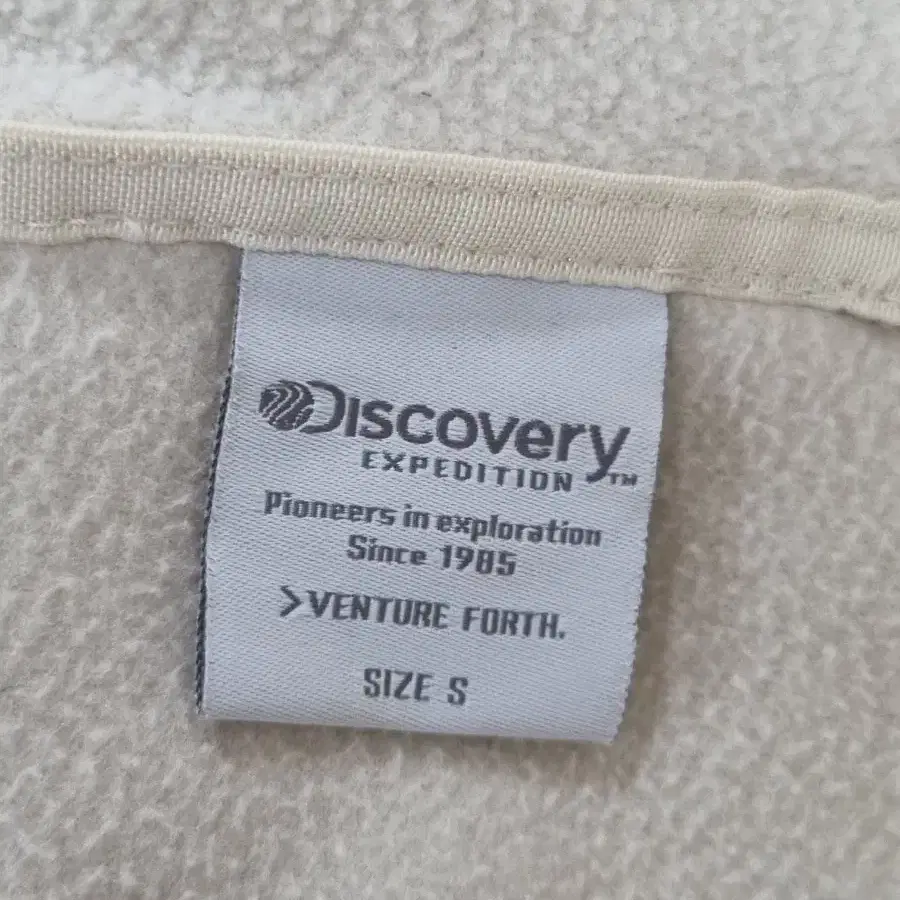 DISCOVERY
EXPEDITION™
Pioneers in exploration
Since 1985
>VENTURE FORTH.
SIZE S